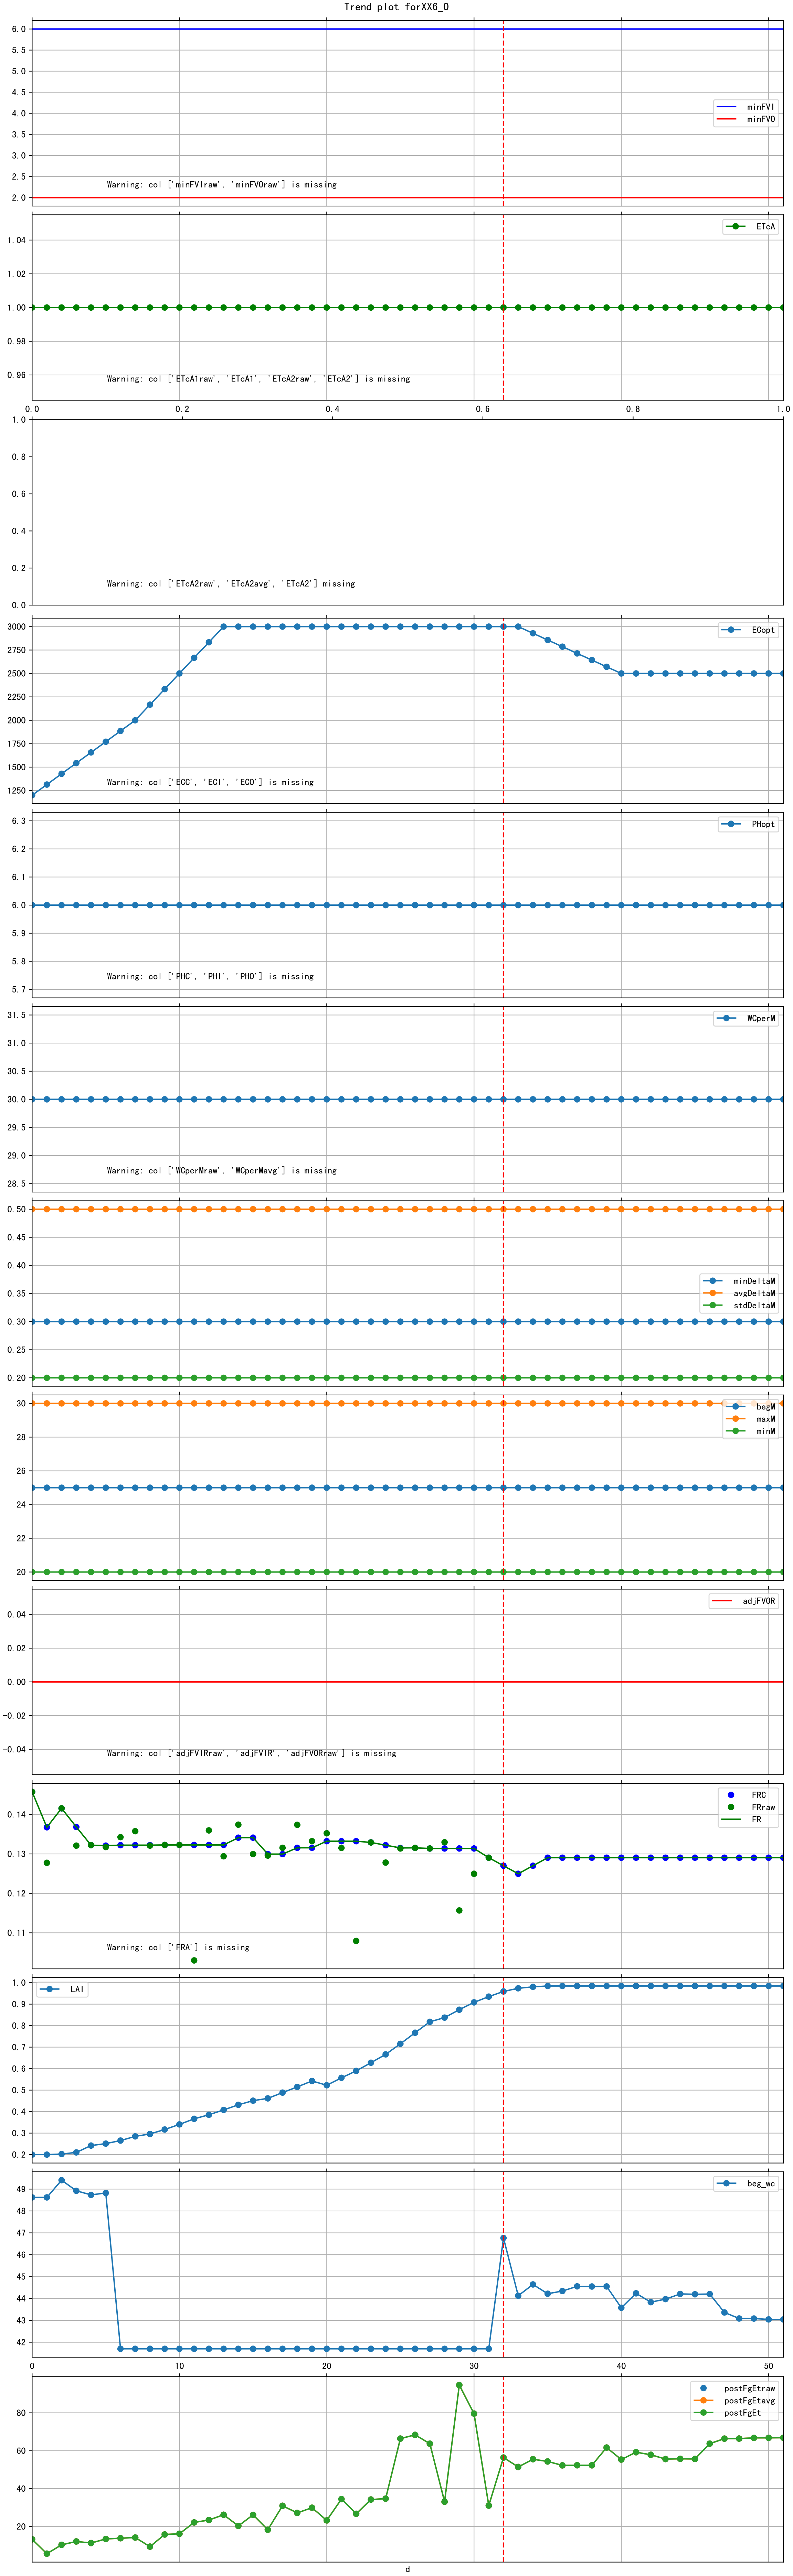 Trend plot forXX6_0
6.0
5.5
5.0
4.5
4.0
3.5
3.0
2.5
2.0
minFVI
minFVO
Warning: col ['minFVIraw', 'minFVOraw'] is missing
1.04
1.02
1.00
0.98
0.96
ETcA
Warning: col ['ETcA1raw', 'ETcA1', 'ETcA2raw', 'ETcA2'] is missing
0.0 0.2 0.4 0.6 0.8 1.0
1.0
0.8
0.6
0.4
0.2
0.0
Warning: col ['ETcA2raw', 'ETcA2avg', 'ETcA2'] missing
3000
2750
2500
2250
2000
1750
1500
1250
ECopt
Warning: col ['ECC', 'ECI', 'ECO'] is missing
6.3
6.2
6.1
6.0
5.9
5.8
5.7
PHopt
Warning: col ['PHC', 'PHI', 'PHO'] is missing
31.5
31.0
30.5
30.0
29.5
29.0
28.5
WCperM
Warning: col ['WCperMraw', 'WCperMavg'] is missing
0.50
0.45
0.40
0.35
0.30
0.25
0.20
minDeltaM
avgDeltaM
stdDeltaM
30
28
26
24
22
20
begM
maxM
minM
0.04
0.02
0.00
-0.02
-0.04
adjFVOR
Warning: col ['adjFVIRraw', 'adjFVIR', 'adjFVORraw'] is missing
0.14
0.13
0.12
0.11
FRC
FRraw
FR
Warning: col ['FRA'] is missing
1.0
0.9
0.8
0.7
0.6
0.5
0.4
0.3
0.2
LAI
49
48
47
46
45
44
43
42
beg_wc
0 10 20 30 40 50
80
60
40
20
postFgEtraw
postFgEtavg
postFgEt
d